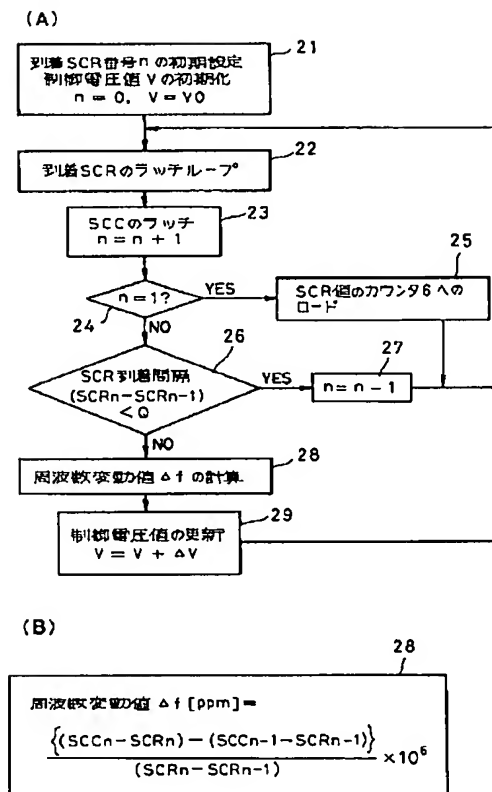 (A)
21
到着SCR番号nの初期設定
制御電圧値Vの初期化
n=0, V=V0
22
到着SCRのラッチループ
23
SCCのラッチ
n=n+1
25
n=1?
YES
SCR値のカウンタ6への
ロード
24
NO
26
SCR到着間隔
(SCRn-SCRn-1)
<Q
YES
27
n=n-1
NO
28
周波数変動値Δfの計算
29
制御電圧値の更新
V=V+ΔV
(B)
28
周波数変動値Δf[ppm]=
{(SCCn-SCRn)-(SCCn-1-SCRn-1)}
×10⁶
(SCRn-SCRn-1)